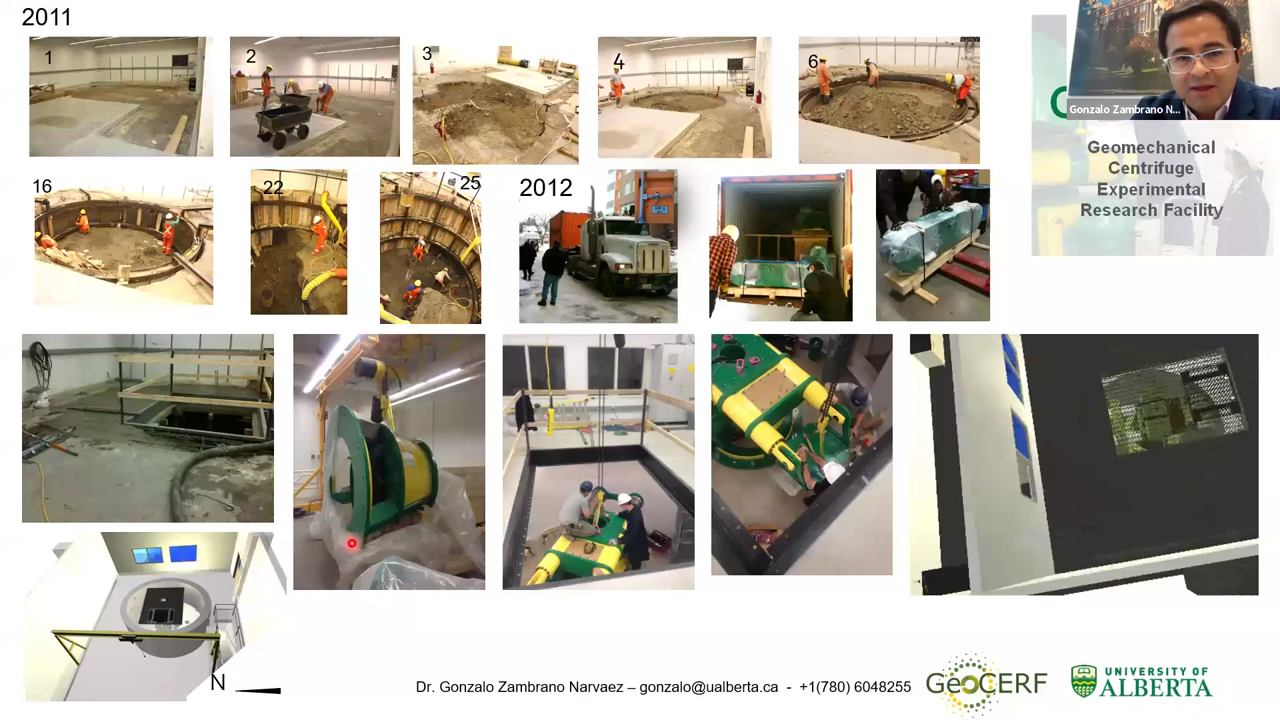 2011
1
2
3
4
6
Gonzalo Zambrano N...
Geomechanical
Centrifuge
Experimental
Research Facility
16
22
25
2012
N
Dr. Gonzalo Zambrano Narvaez – gonzalo@ualberta.ca - +1(780) 6048255
GeoCERF
UNIVERSITY OF
ALBERTA